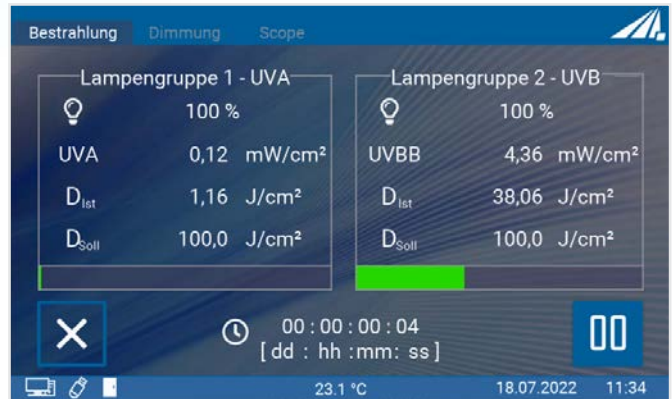 Bestrahlung Dimmung Scope
Lampengruppe 1 - UVA
100 %
UVA 0,12 mW/cm²
DIst 1,16 J/cm²
DSoll 100,0 J/cm²
Lampengruppe 2 - UVB
100 %
UVBB 4,36 mW/cm²
DIst 38,06 J/cm²
DSoll 100,0 J/cm²
00 : 00 : 00 : 04
[ dd : hh :mm: ss ]
23.1 °C 18.07.2022 11:34